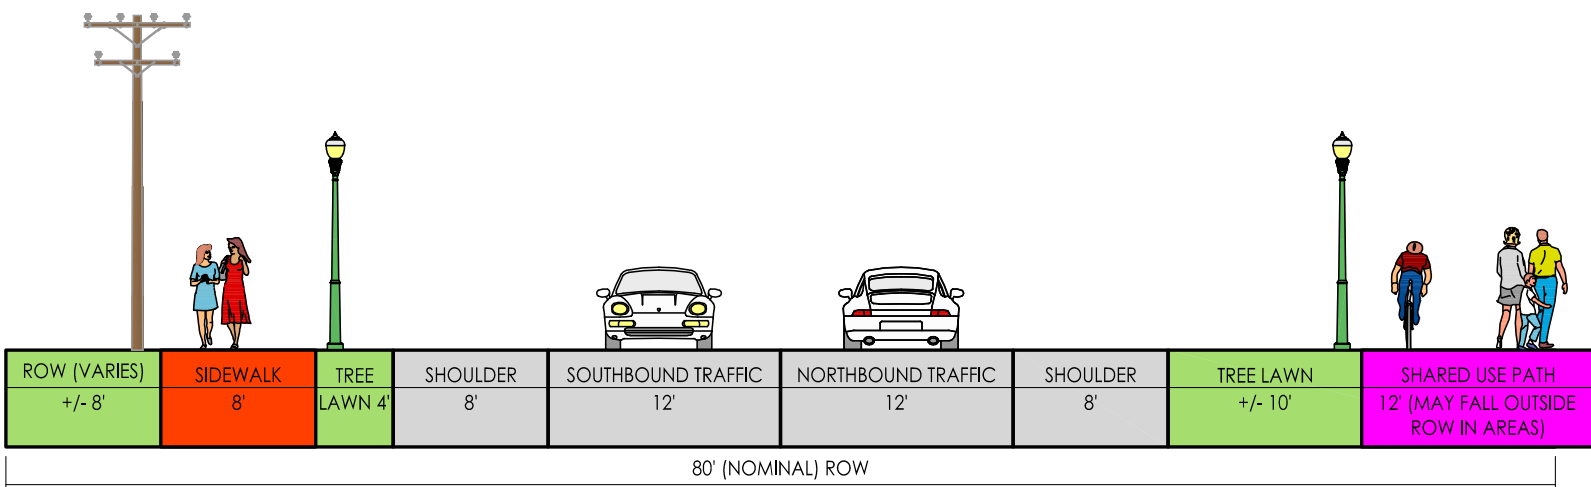 ROW (VARIES)
+/- 8'
SIDEWALK
8'
TREE
LAWN 4'
SHOULDER
8'
SOUTHBOUND TRAFFIC
12'
NORTHBOUND TRAFFIC
12'
SHOULDER
8'
TREE LAWN
+/- 10'
SHARED USE PATH
12' (MAY FALL OUTSIDE
ROW IN AREAS)
80' (NOMINAL) ROW